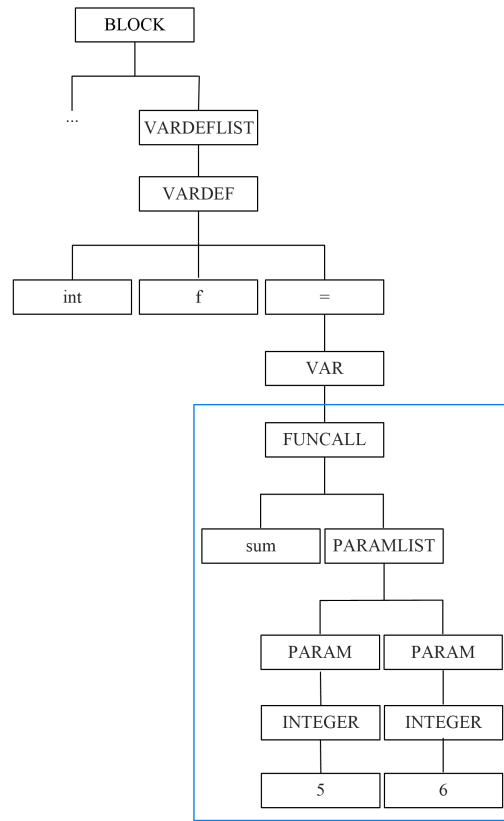 BLOCK
...
VARDEFLIST
VARDEF
int f =
VAR
FUNCALL
sum PARAMLIST
PARAM PARAM
INTEGER INTEGER
5 6